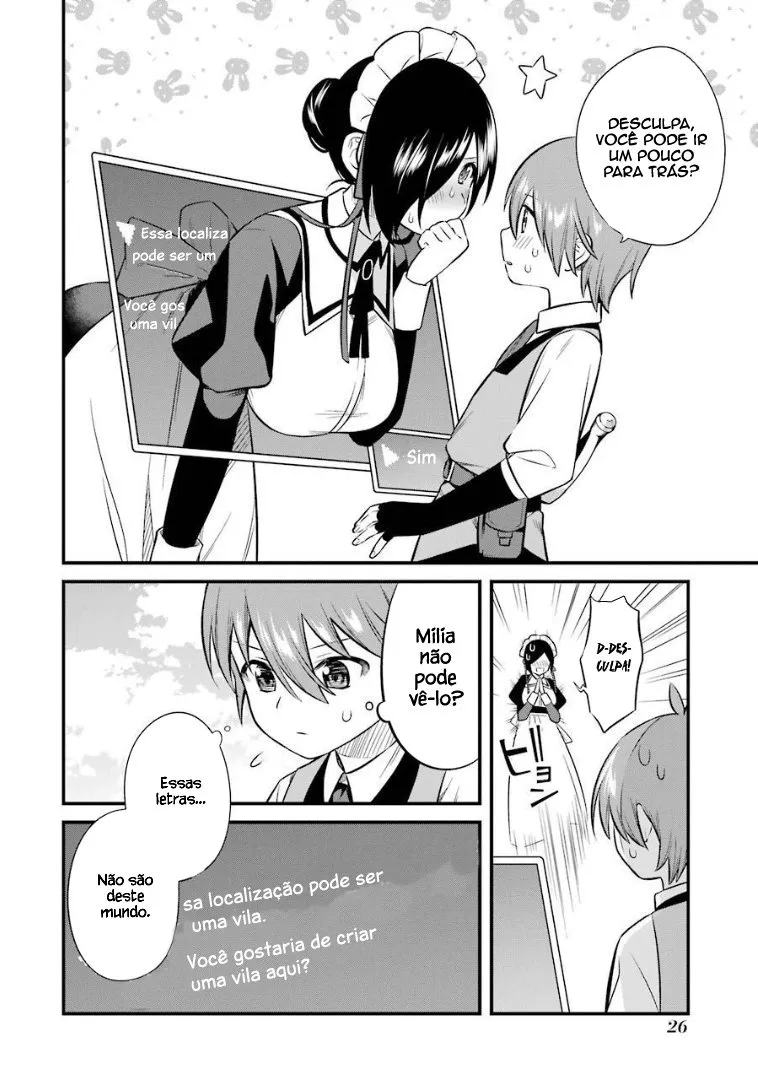 DESCULPA,
VOCÊ PODE IR
UM POUCO
PARA TRÁS?
Essa localiza
pode ser um
Você gos
uma vil
Sim
D-DES-
CULPA!
ピョン
Mília
não
pode
vê-lo?
Essas
letras...
Não são
deste
mundo.
sa localização pode ser
uma vila.
Você gostaria de criar
uma vila aqui?
26